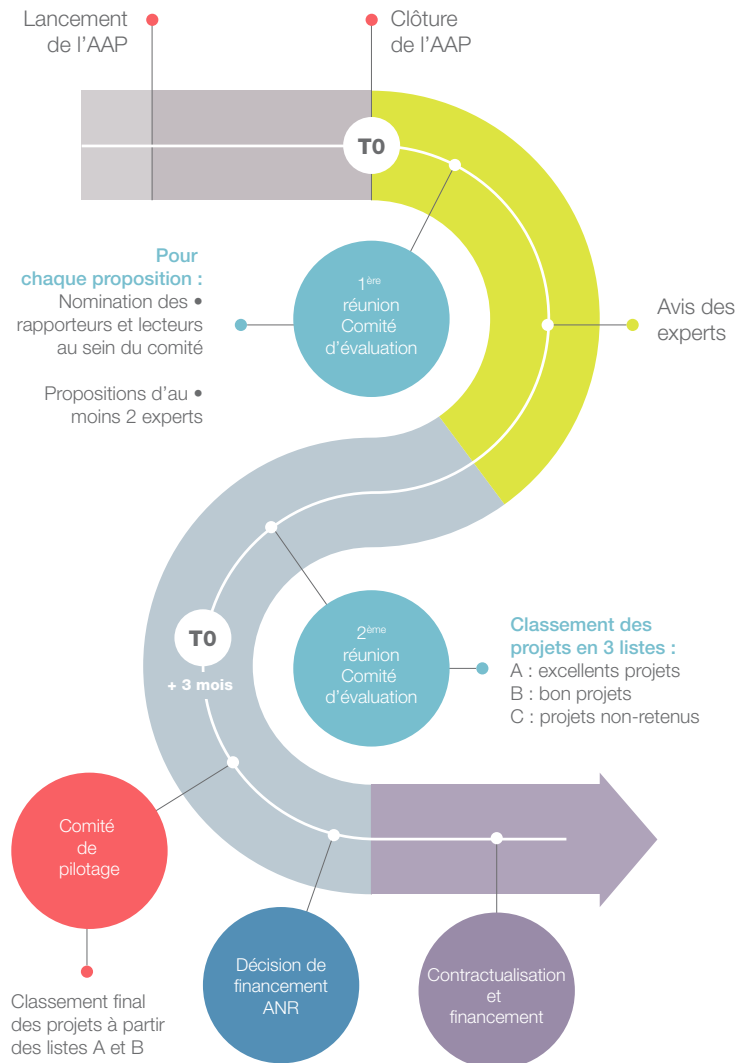 Lancement
de l'AAP
Clôture
de l'AAP
T0
Pour
chaque proposition :
Nomination des •
rapporteurs et lecteurs
au sein du comité
Propositions d'au •
moins 2 experts
1ère
réunion
Comité
d'évaluation
Avis des
experts
T0
+ 3 mois
2ème
réunion
Comité
d'évaluation
Classement des
projets en 3 listes :
A : excellents projets
B : bon projets
C : projets non-retenus
Comité
de
pilotage
Classement final
des projets à partir
des listes A et B
Décision de
financement
ANR
Contractualisation
et
financement